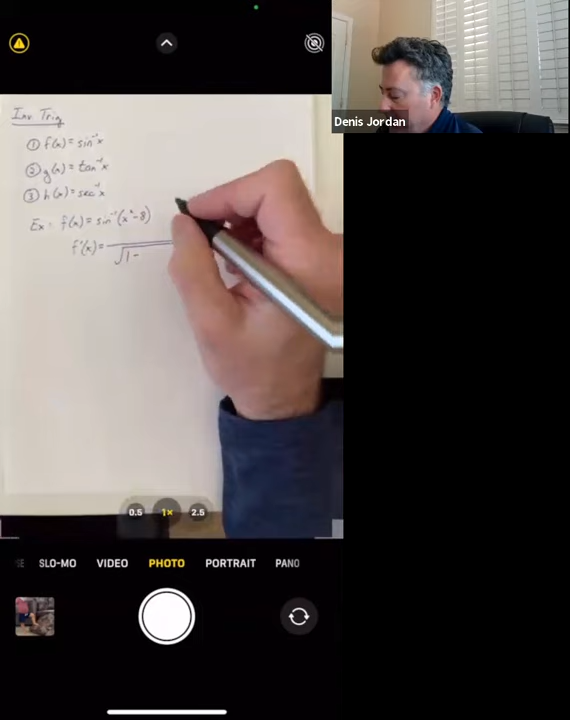 Denis Jordan
Inv Trig
① f(x) = sin⁻¹x
② g(x) = tan⁻¹x
③ h(x) = sec⁻¹x
Ex: f(x) = sin⁻¹(x²-8)
f'(x) = ―/√1 -
0.5 1× 2.5
SLO-MO VIDEO PHOTO PORTRAIT PANO